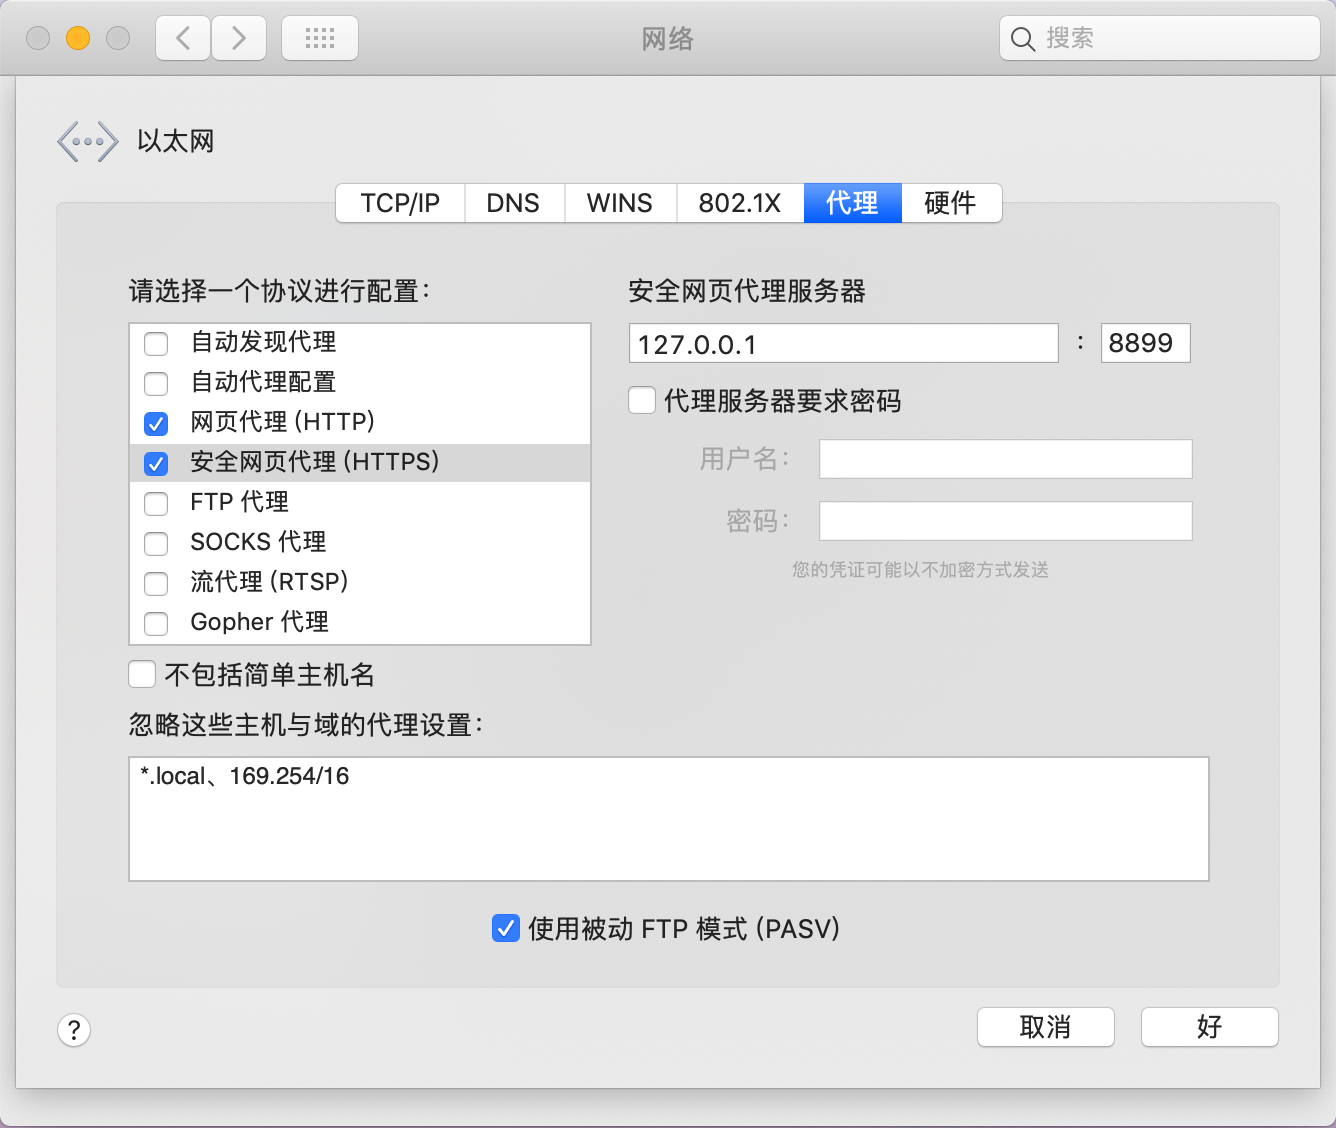 网络
搜索
以太网
TCP/IP
DNS
WINS
802.1X
代理
硬件
请选择一个协议进行配置：
自动发现代理
自动代理配置
网页代理 (HTTP)
安全网页代理 (HTTPS)
FTP 代理
SOCKS 代理
流代理 (RTSP)
Gopher 代理
安全网页代理服务器
127.0.0.1 : 8899
代理服务器要求密码
用户名：
密码：
您的凭证可能以不加密方式发送
不包括简单主机名
忽略这些主机与域的代理设置：
*.local、169.254/16
使用被动 FTP 模式 (PASV)
?
取消
好